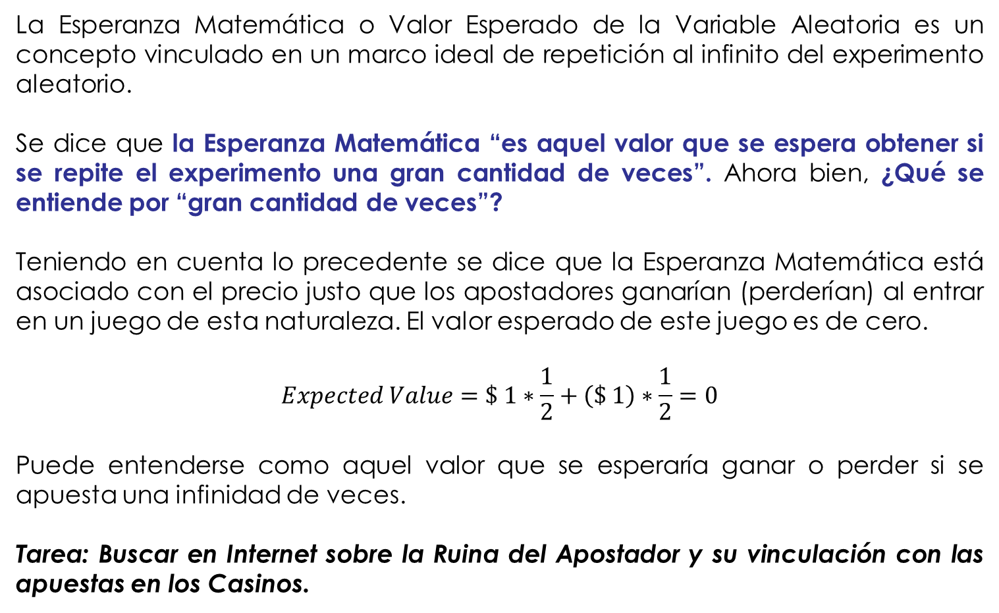 La Esperanza Matemática o Valor Esperado de la Variable Aleatoria es un
concepto vinculado en un marco ideal de repetición al infinito del experimento
aleatorio.
Se dice que la Esperanza Matemática “es aquel valor que se espera obtener si
se repite el experimento una gran cantidad de veces”. Ahora bien, ¿Qué se
entiende por “gran cantidad de veces”?
Teniendo en cuenta lo precedente se dice que la Esperanza Matemática está
asociado con el precio justo que los apostadores ganarían (perderían) al entrar
en un juego de esta naturaleza. El valor esperado de este juego es de cero.
Expected Value = $ 1 * 1/2 + ($ 1) * 1/2 = 0
Puede entenderse como aquel valor que se esperaría ganar o perder si se
apuesta una infinidad de veces.
Tarea: Buscar en Internet sobre la Ruina del Apostador y su vinculación con las
apuestas en los Casinos.